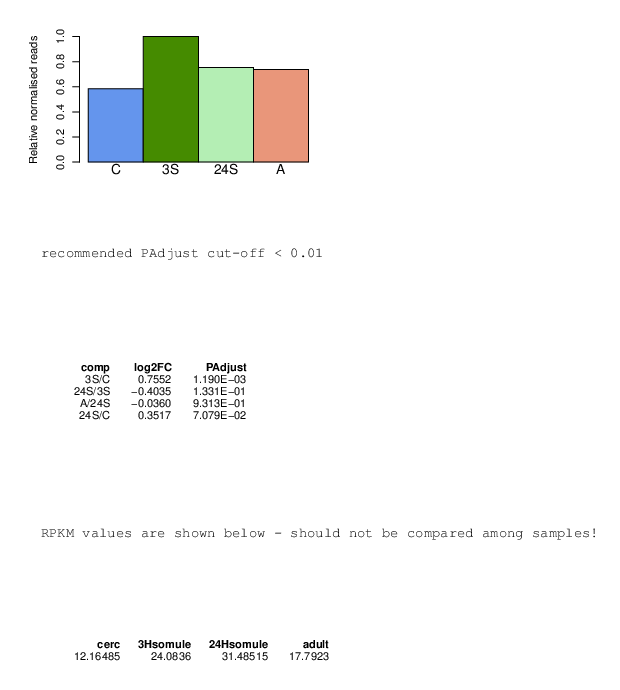 Relative normalised reads
1.0
0.8
0.6
0.4
0.2
0.0
C 3S 24S A
recommended PAdjust cut-off < 0.01
comp log2FC PAdjust
3S/C 0.7552 1.190E−03
24S/3S −0.4035 1.331E−01
A/24S −0.0360 9.313E−01
24S/C 0.3517 7.079E−02
RPKM values are shown below - should not be compared among samples!
cerc 3Hsomule 24Hsomule adult
12.16485 24.0836 31.48515 17.7923